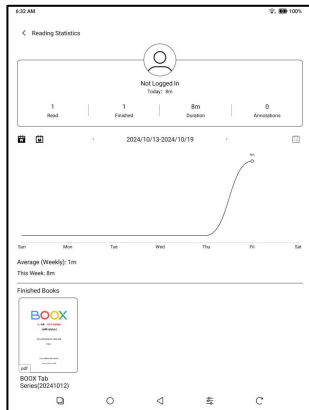 6:32 AM 100%
Reading Statistics
Not Logged In
Today: 8m
1 1 8m 0
Read Finished Duration Annotations
2024/10/13-2024/10/19
8m
Sun Mon Tue Wed Thu Fri Sat
Average (Weekly): 1m
This Week: 8m
Finished Books
BOOX
pdf
BOOX Tab
Series(20241012)